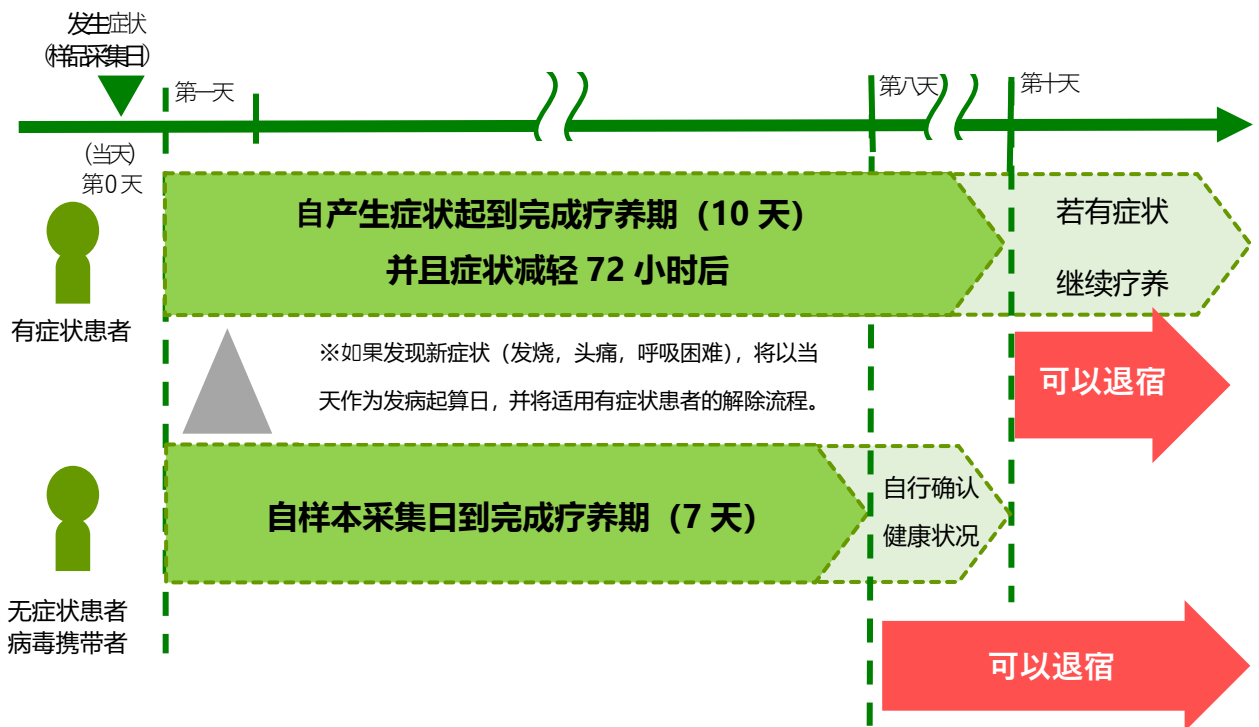 发生症状
(样品采集日)
第一天
第八天
第十天
(当天)
第0天
自产生症状起到完成疗养期（10 天）
并且症状减轻 72 小时后
若有症状
继续疗养
有症状患者
※如果发现新症状（发烧，头痛，呼吸困难），将以当
天作为发病起算日，并将适用有症状患者的解除流程。
可以退宿
自样本采集日到完成疗养期（7 天）
自行确认
健康状况
无症状患者
病毒携带者
可以退宿